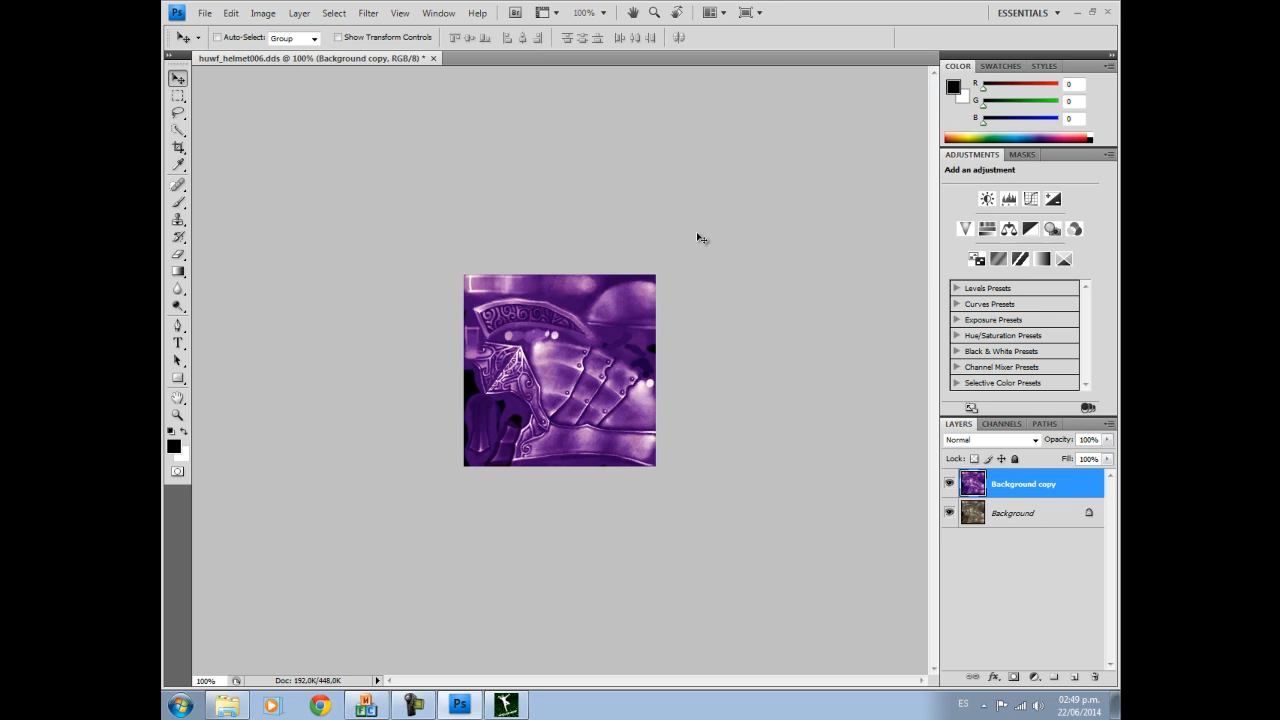 Ps File Edit Image Layer Select Filter View Window Help Br 100% ESSENTIALS
Auto-Select: Group Show Transform Controls
huwf_helmet006.dds @ 100% (Background copy, RGB/8) *
COLOR SWATCHES STYLES
R 0
G 0
B 0
ADJUSTMENTS MASKS
Add an adjustment
Levels Presets
Curves Presets
Exposure Presets
Hue/Saturation Presets
Black & White Presets
Channel Mixer Presets
Selective Color Presets
LAYERS CHANNELS PATHS
Normal Opacity: 100%
Lock: Fill: 100%
Background copy
Background
100% Doc: 192,0K/448,0K
Ps ES 02:49 p.m.
22/06/2014